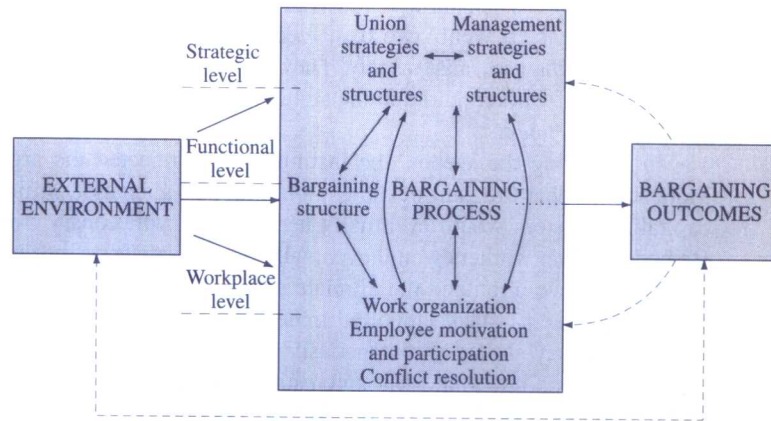 Union
strategies
and
structures
Management
strategies
and
structures
Strategic
level
Functional
level
EXTERNAL
ENVIRONMENT
Bargaining
structure
BARGAINING
PROCESS
BARGAINING
OUTCOMES
Workplace
level
Work organization
Employee motivation
and participation
Conflict resolution